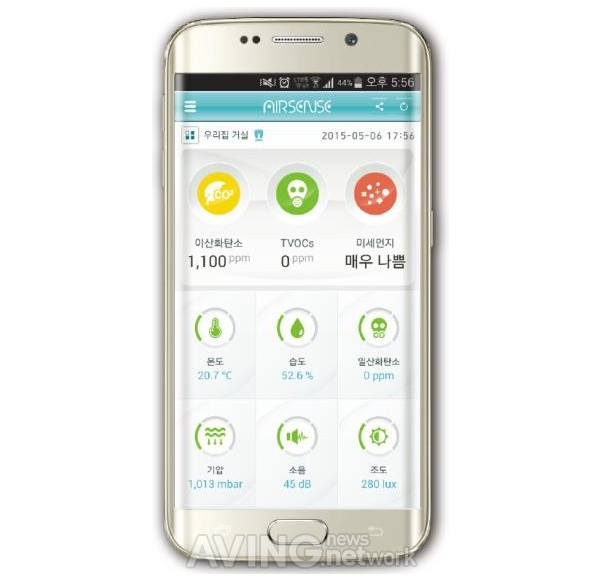 44% 오후 5:56
AIRSENSE
우리집 거실 2015-05-06 17:56
CO²
이산화탄소 TVOCs 미세먼지
1,100 ppm 0 ppm 매우 나쁨
CO
온도 습도 일산화탄소
20.7 °C 52.6 % 0 ppm
기압 소음 조도
1,013 mbar 45 dB 280 lux
AVING news
.network